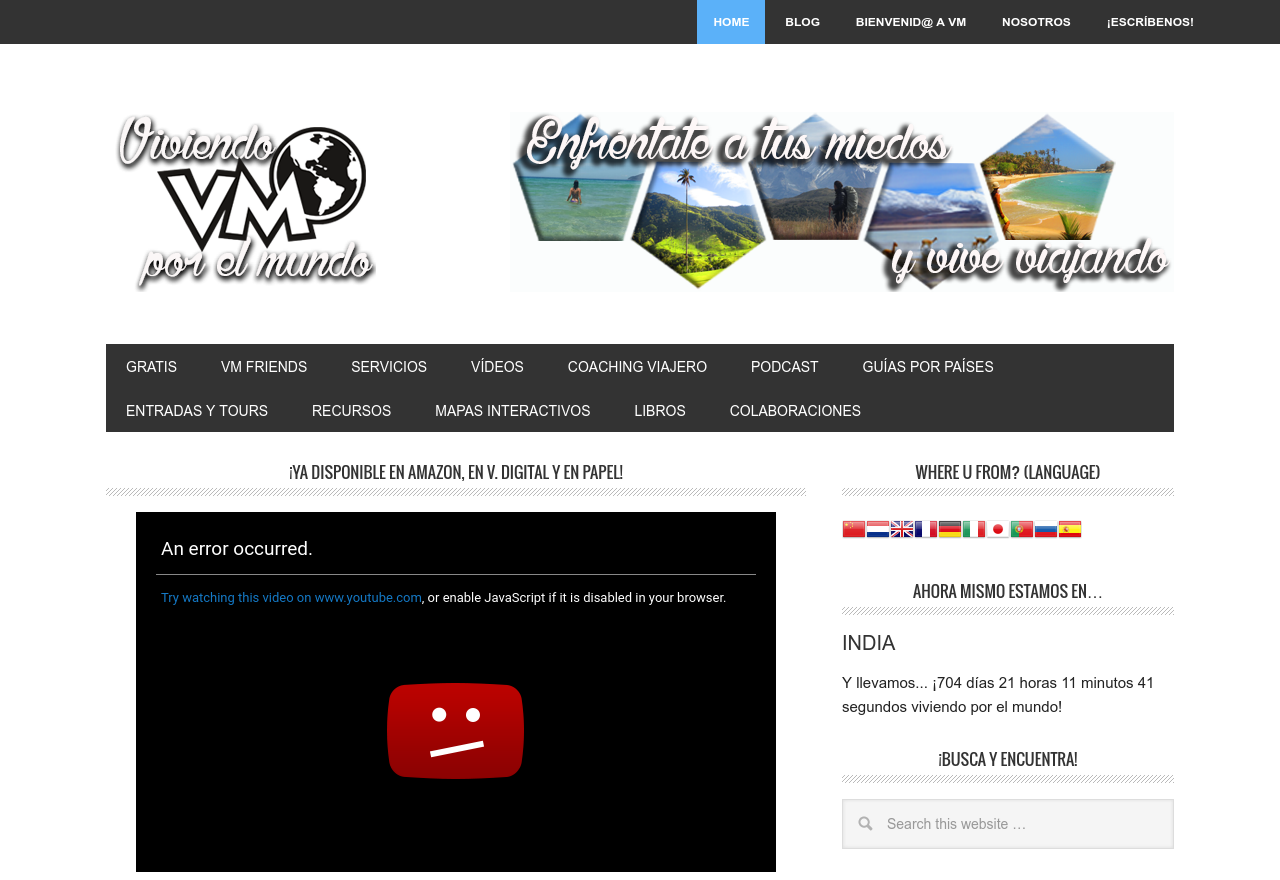 HOME BLOG BIENVENID@ A VM NOSOTROS ¡ESCRÍBENOS!
Viviendo
VM
por el mundo
Enfréntate a tus miedos
y vive viajando
GRATIS VM FRIENDS SERVICIOS VÍDEOS COACHING VIAJERO PODCAST GUÍAS POR PAÍSES
ENTRADAS Y TOURS RECURSOS MAPAS INTERACTIVOS LIBROS COLABORACIONES
¡YA DISPONIBLE EN AMAZON, EN V. DIGITAL Y EN PAPEL!
An error occurred.
Try watching this video on www.youtube.com, or enable JavaScript if it is disabled in your browser.
WHERE U FROM? (LANGUAGE)
AHORA MISMO ESTAMOS EN…
INDIA
Y llevamos... ¡704 días 21 horas 11 minutos 41
segundos viviendo por el mundo!
¡BUSCA Y ENCUENTRA!
Search this website …